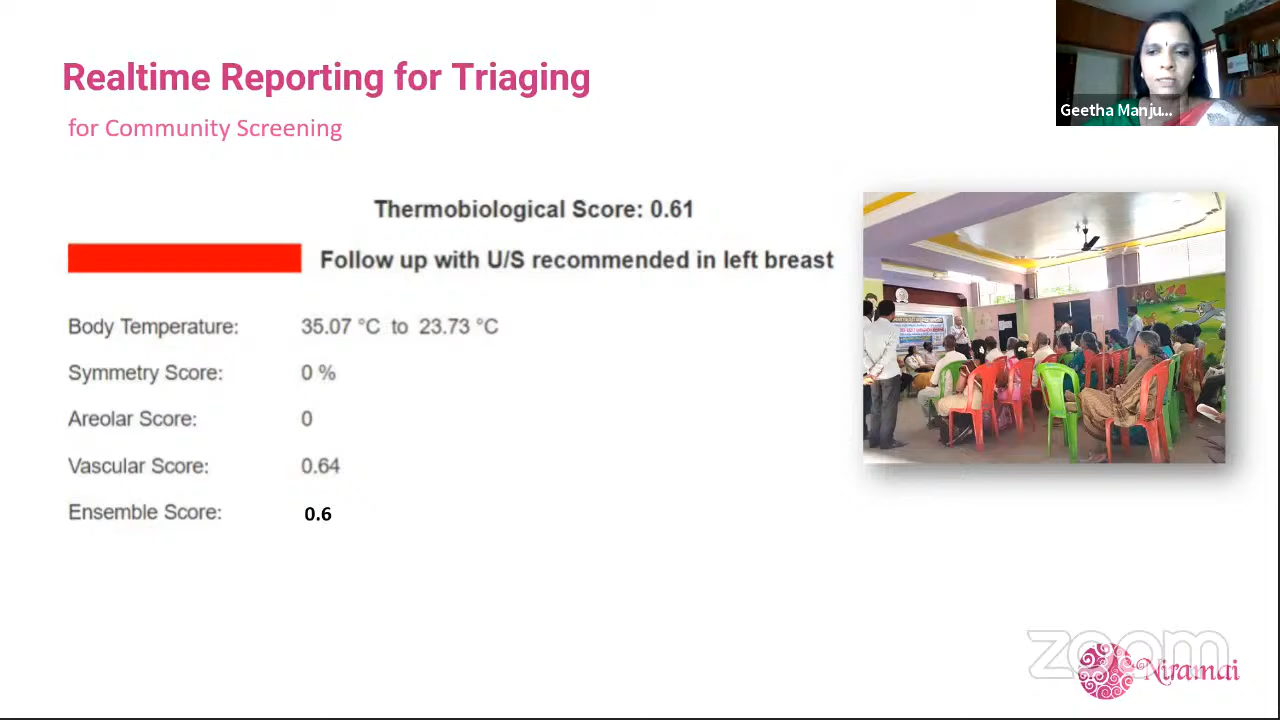 Realtime Reporting for Triaging
for Community Screening
Geetha Manju...
Thermobiological Score: 0.61
Follow up with U/S recommended in left breast
Body Temperature: 35.07 °C to 23.73 °C
Symmetry Score: 0 %
Areolar Score: 0
Vascular Score: 0.64
Ensemble Score: 0.6
zoom
Niramai